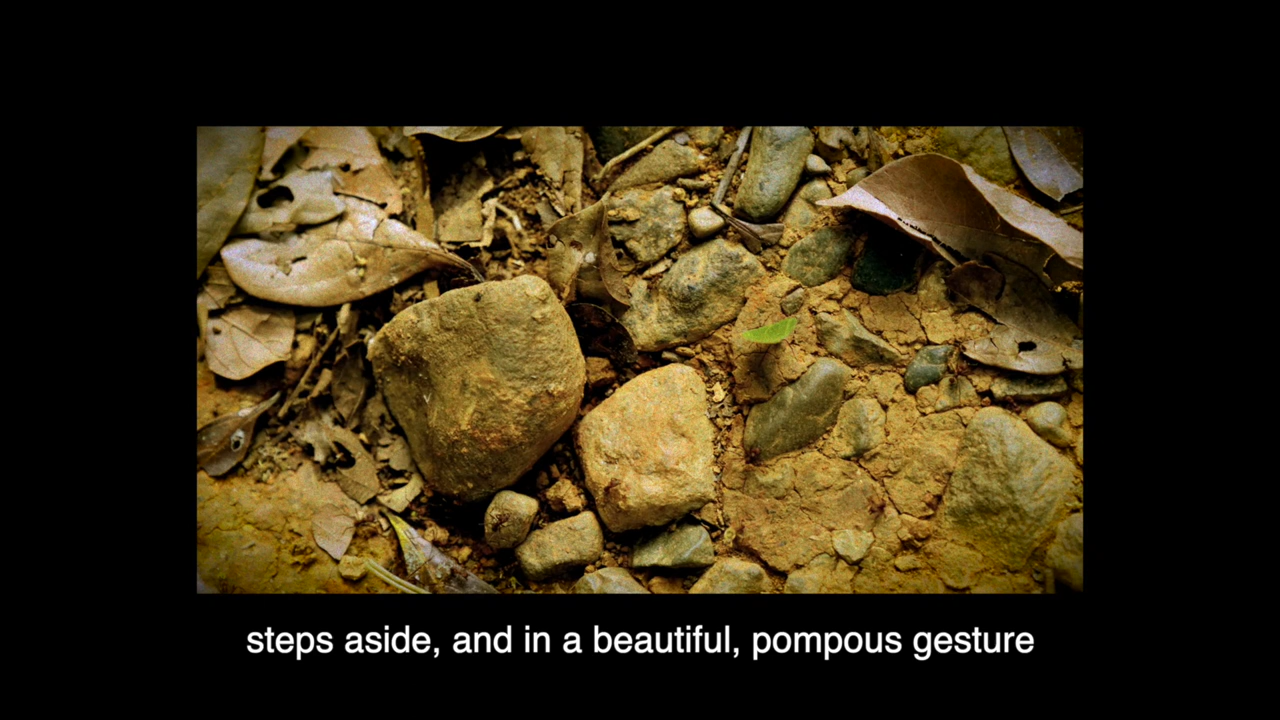 steps aside, and in a beautiful, pompous gesture